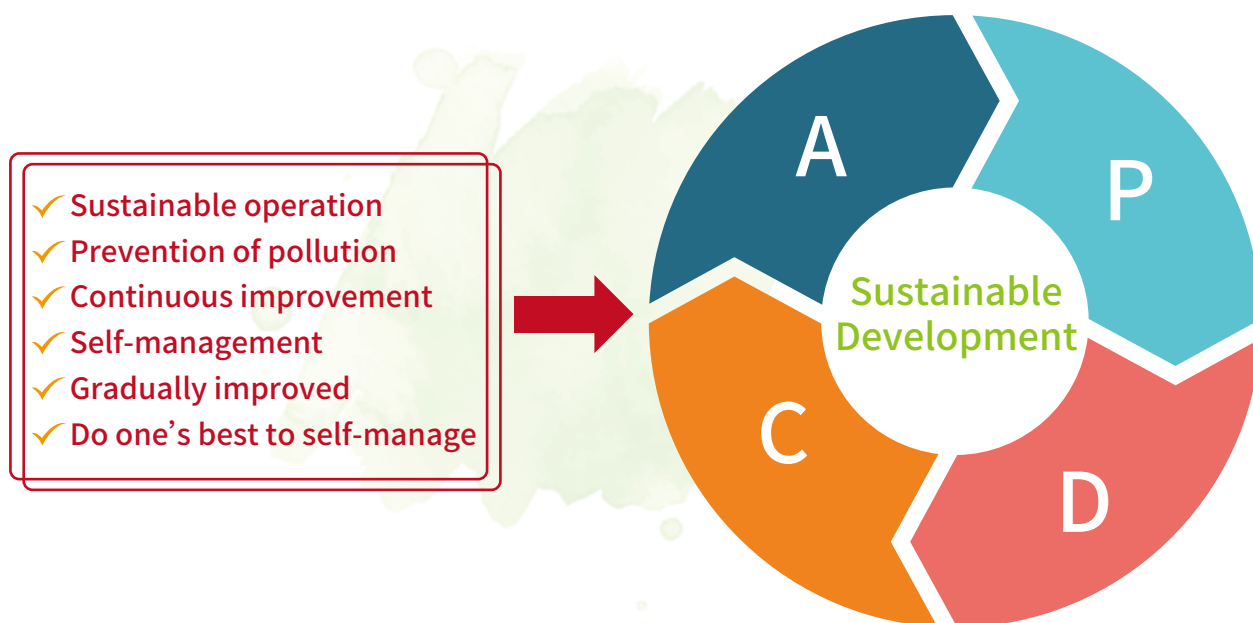 Sustainable operation
Prevention of pollution
Continuous improvement
Self-management
Gradually improved
Do one’s best to self-manage
A
P
Sustainable
Development
C
D